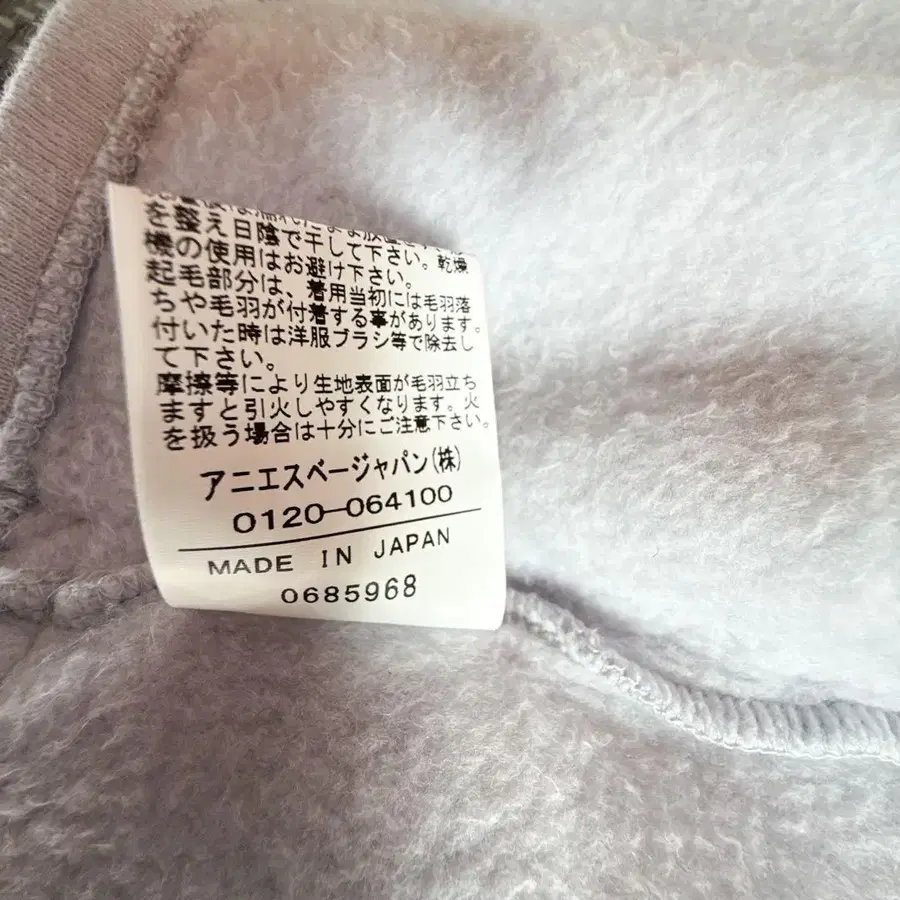 を整え日陰で干して下さい。乾燥
機の使用はお避け下さい。
起毛部分は、着用当初には毛羽落
ちや毛羽が付着する事があります。
付いた時は洋服ブラシ等で除去し
て下さい。
摩擦等により生地表面が毛羽立ち
ますと引火しやすくなります。火
を扱う場合は十分にご注意下さい。
アニエスベージャパン(株)
0120-064100
MADE IN JAPAN
0685968